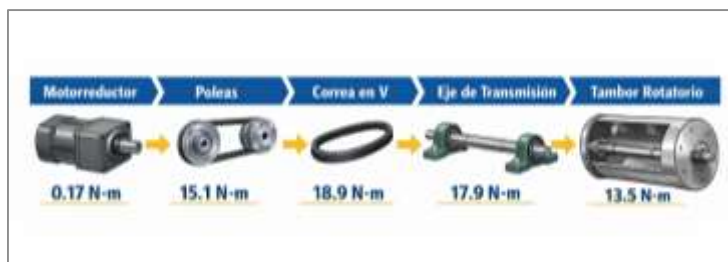 Motorreductor Poleas Correa en V Eje de Transmisión Tambor Rotatorio
0.17 N-m 15.1 N-m 18.9 N-m 17.9 N-m 13.5 N-m